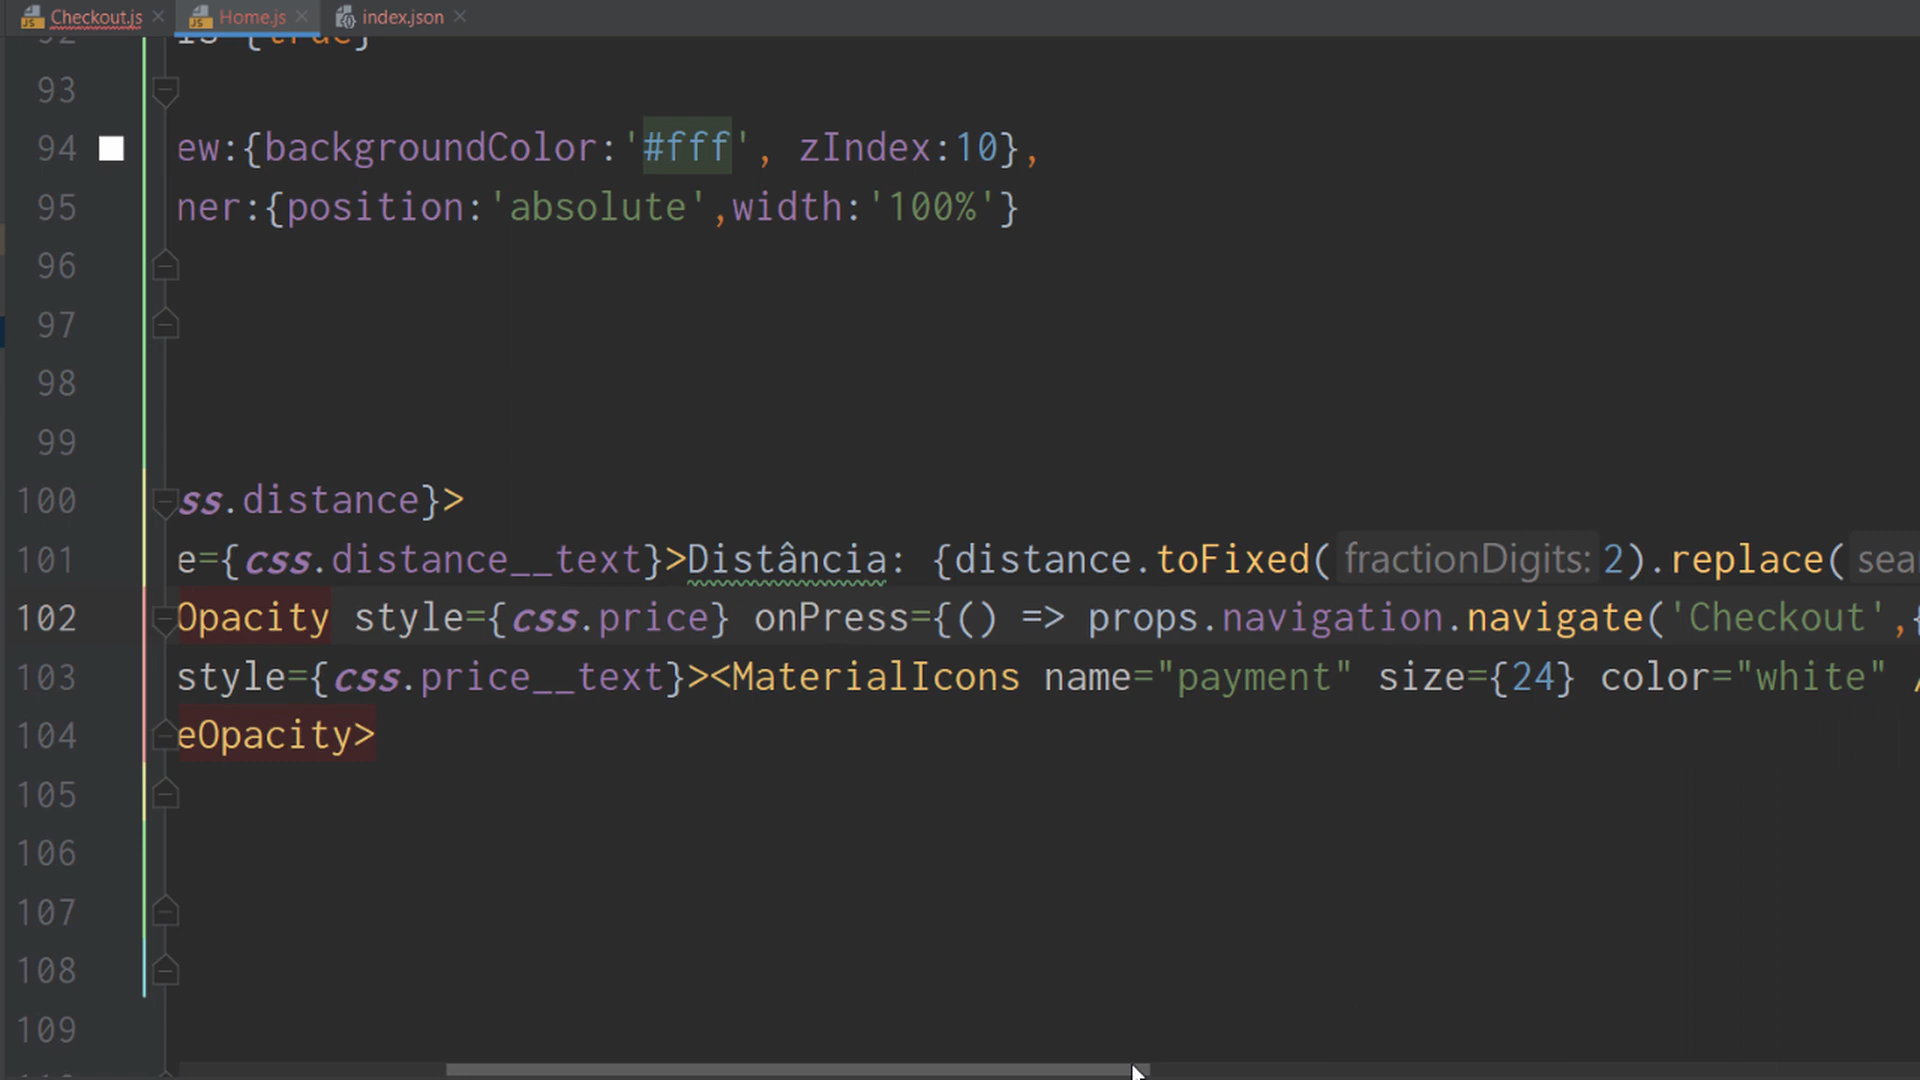 Checkout.js Home.js index.json
92 is {true}
93
94 ew:{backgroundColor:'#fff', zIndex:10},
95 ner:{position:'absolute',width:'100%'}
96
97
98
99
100 ss.distance}>
101 e={css.distance__text}>Distância: {distance.toFixed( fractionDigits: 2).replace( sea
102 Opacity style={css.price} onPress={() => props.navigation.navigate('Checkout',{
103 style={css.price__text}><MaterialIcons name="payment" size={24} color="white" /
104 eOpacity>
105
106
107
108
109